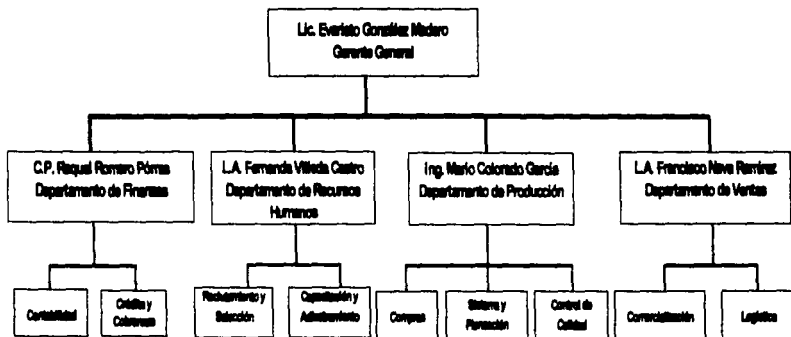 Lic. Evaristo González Madero
Gerente General
C.P. Raquel Romero Pórras
Departamento de Finanzas
L.A. Fernanda Villeda Castro
Departamento de Recursos
Humanos
Ing. Mario Colorado García
Departamento de Producción
L.A. Francisco Nava Ramírez
Departamento de Ventas
Contabilidad
Crédito y
Cobranzas
Reclutamiento y
Selección
Capacitación y
Adiestramiento
Compras
Sistema y
Planeación
Control de
Calidad
Comercialización
Logística